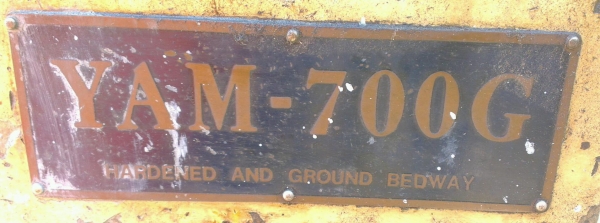 YAM-700G
HARDENED AND GROUND BEDWAY